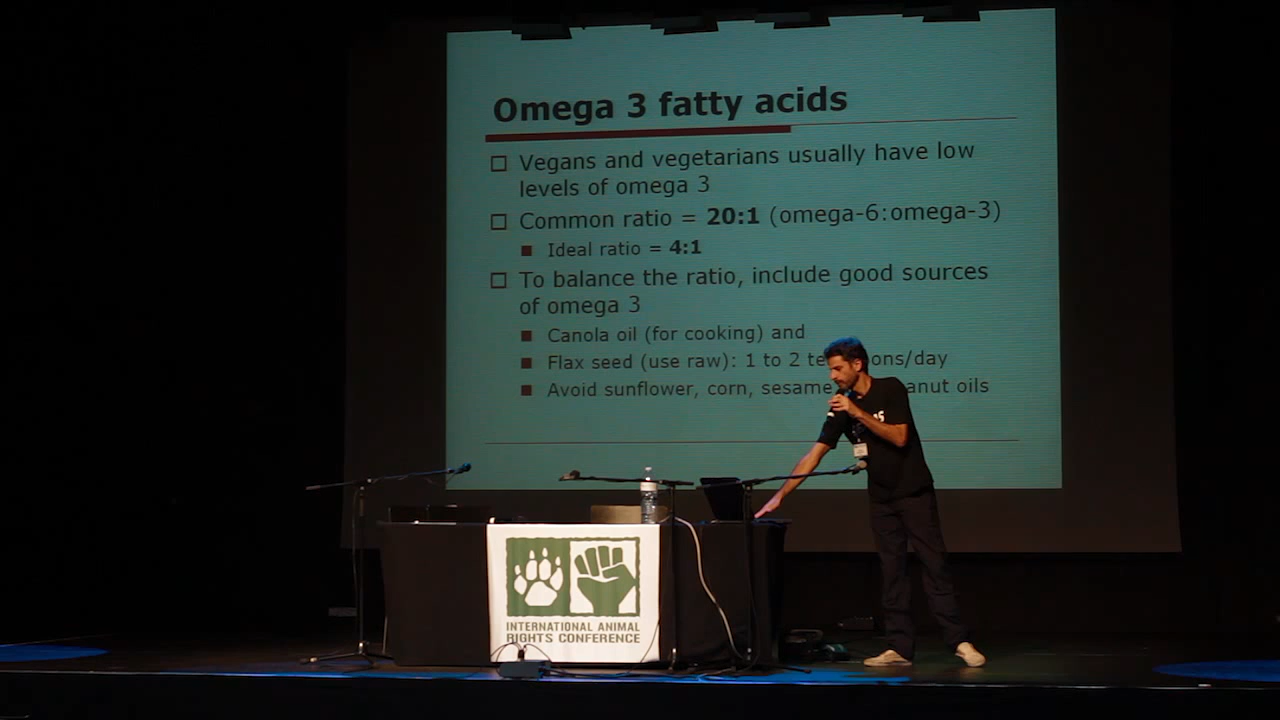 Omega 3 fatty acids
Vegans and vegetarians usually have low
levels of omega 3
Common ratio = 20:1 (omega-6:omega-3)
Ideal ratio = 4:1
To balance the ratio, include good sources
of omega 3
Canola oil (for cooking) and
Flax seed (use raw): 1 to 2 /day
Avoid sunflower, corn, sesame oils
INTERNATIONAL ANIMAL
RIGHTS CONFERENCE